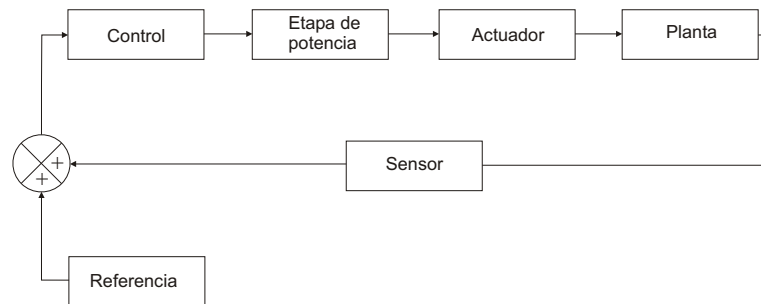 Control
Etapa de
potencia
Actuador
Planta
+
+
Sensor
Referencia